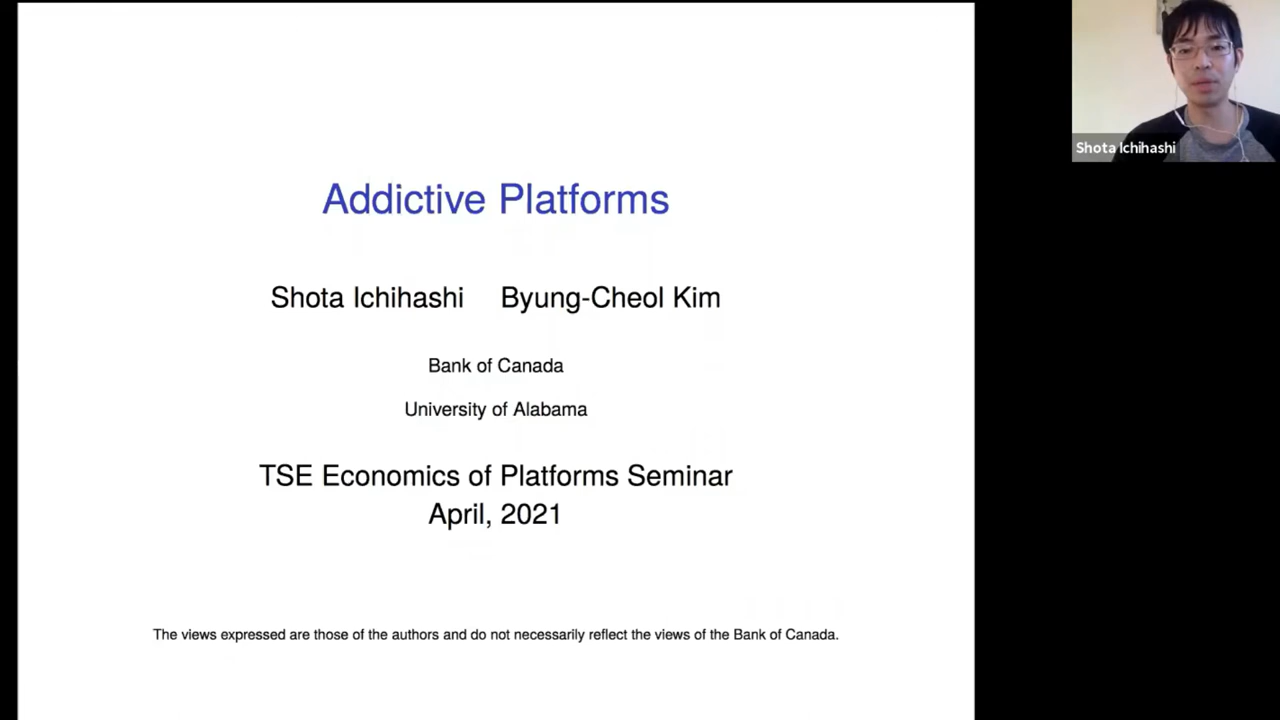 Addictive Platforms
Shota Ichihashi Byung-Cheol Kim
Bank of Canada
University of Alabama
TSE Economics of Platforms Seminar
April, 2021
The views expressed are those of the authors and do not necessarily reflect the views of the Bank of Canada.
Shota Ichihashi